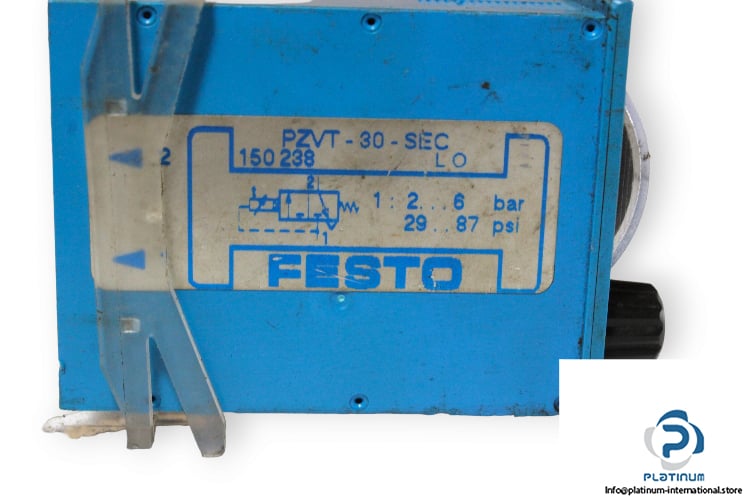 PZVT-30-SEC
150 238 LO
2
2
1 : 2...6 bar
29...87 psi
1
FESTO
P
PLATINUM
Info@platinum-international.store